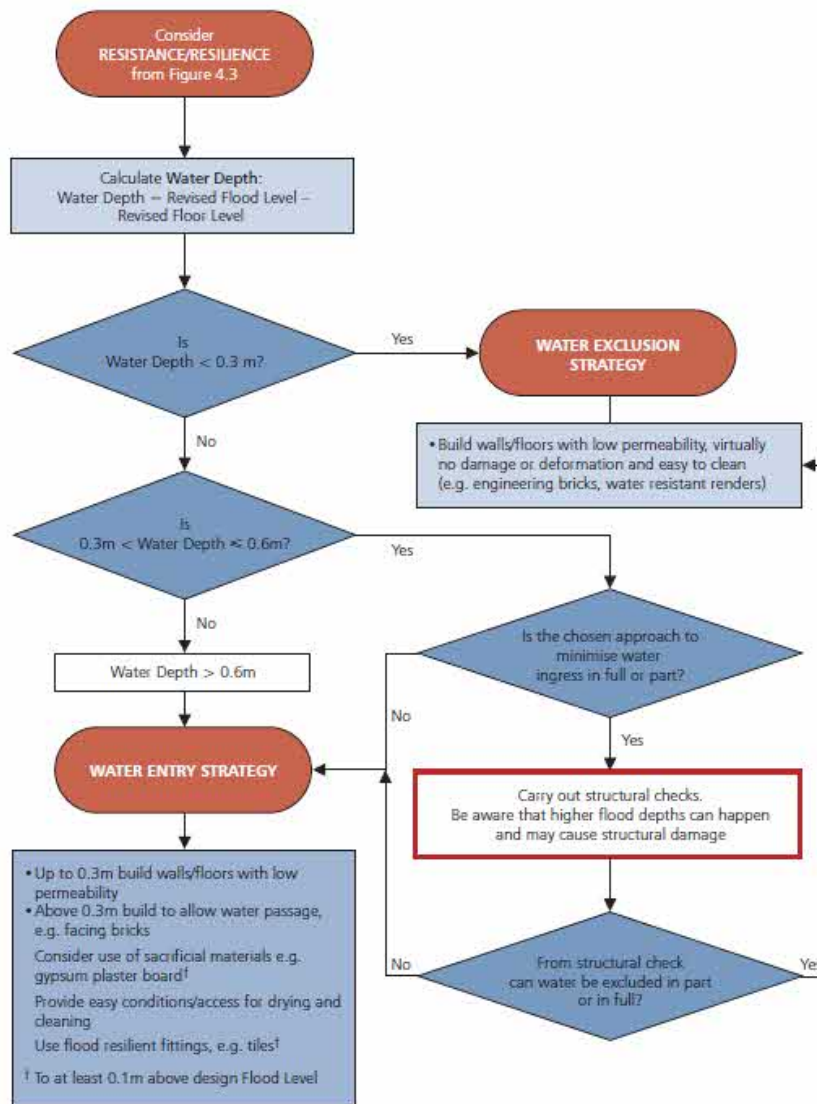 Consider
RESISTANCE/RESILIENCE
from Figure 4.3
Calculate Water Depth:
Water Depth = Revised Flood Level –
Revised Floor Level
Is
Water Depth < 0.3 m?
Yes
WATER EXCLUSION
STRATEGY
No
• Build walls/floors with low permeability, virtually
no damage or deformation and easy to clean
(e.g. engineering bricks, water resistant renders)
Is
0.3m < Water Depth ≤ 0.6m?
Yes
No
Water Depth > 0.6m
Is the chosen approach to
minimise water
ingress in full or part?
No
Yes
WATER ENTRY STRATEGY
Carry out structural checks.
Be aware that higher flood depths can happen
and may cause structural damage
• Up to 0.3m build walls/floors with low
permeability
• Above 0.3m build to allow water passage,
e.g. facing bricks
Consider use of sacrificial materials e.g.
gypsum plaster board†
Provide easy conditions/access for drying and
cleaning
Use flood resilient fittings, e.g. tiles†
† To at least 0.1m above design Flood Level
No
From structural check
can water be excluded in part
or in full?
Yes